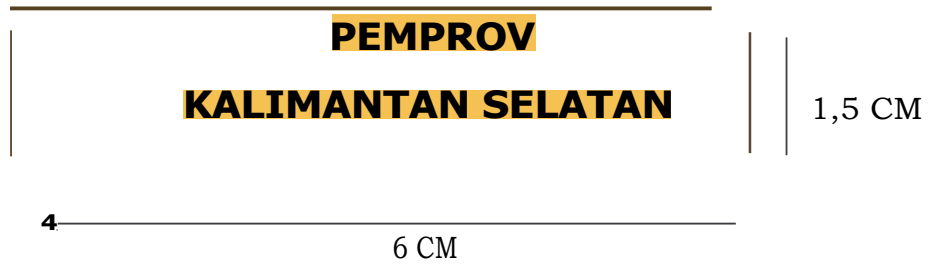 PEMPROV
KALIMANTAN SELATAN
1,5 CM
4
6 CM